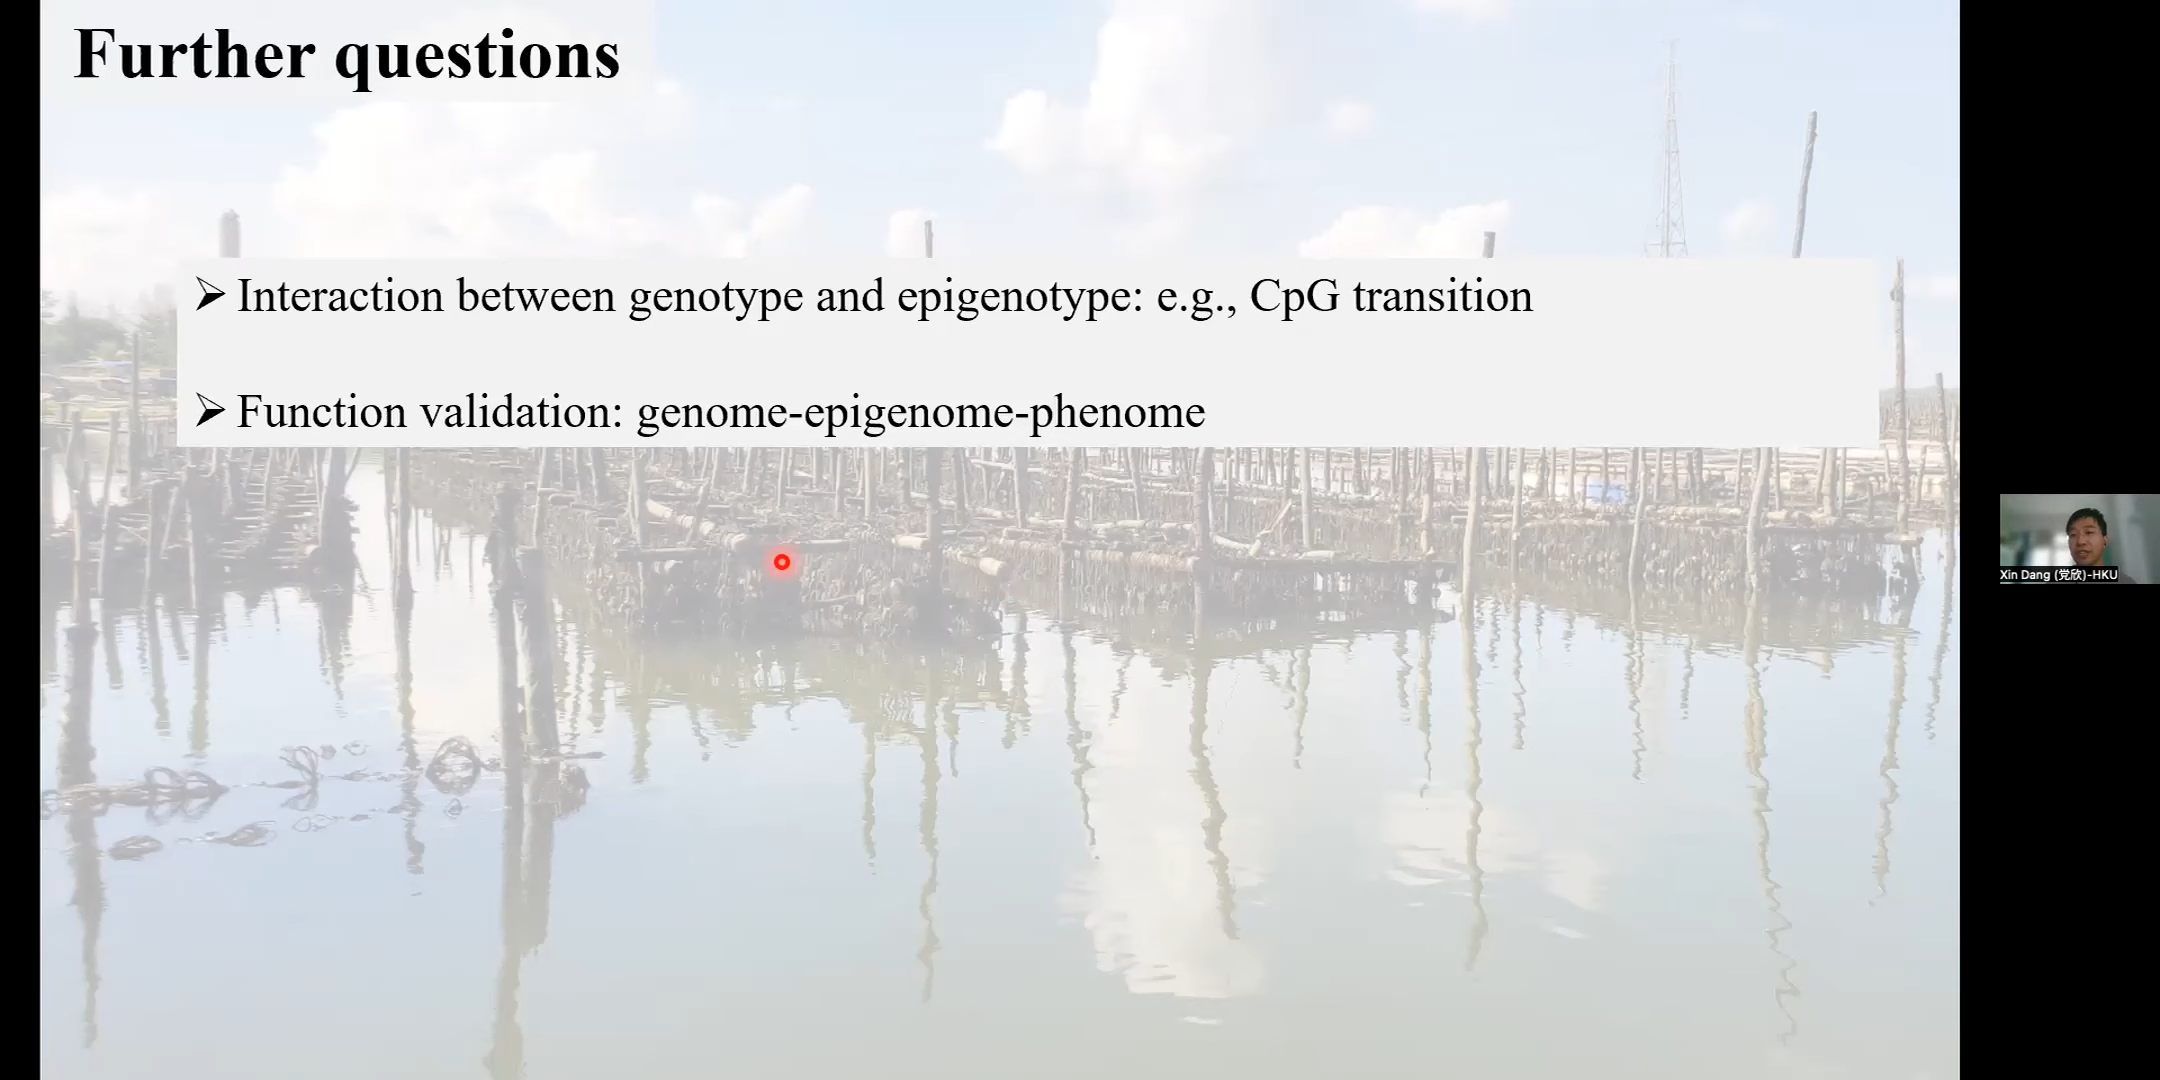 Further questions
➢ Interaction between genotype and epigenotype: e.g., CpG transition
➢ Function validation: genome-epigenome-phenome
Xin Dang (党欣)-HKU